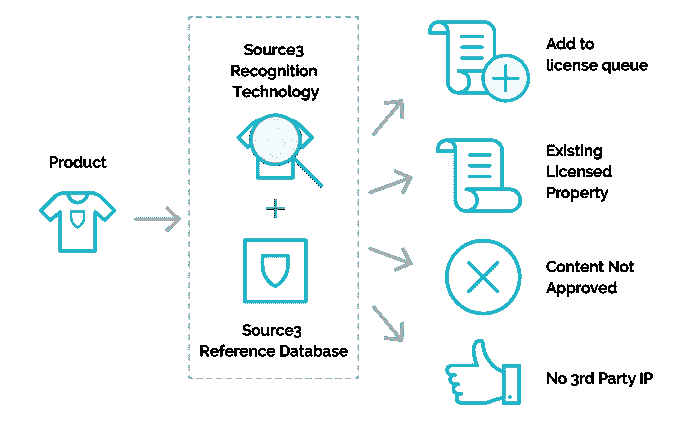 Product
Source3
Recognition
Technology
Source3
Reference Database
Add to
license queue
Existing
Licensed
Property
Content Not
Approved
No 3rd Party IP